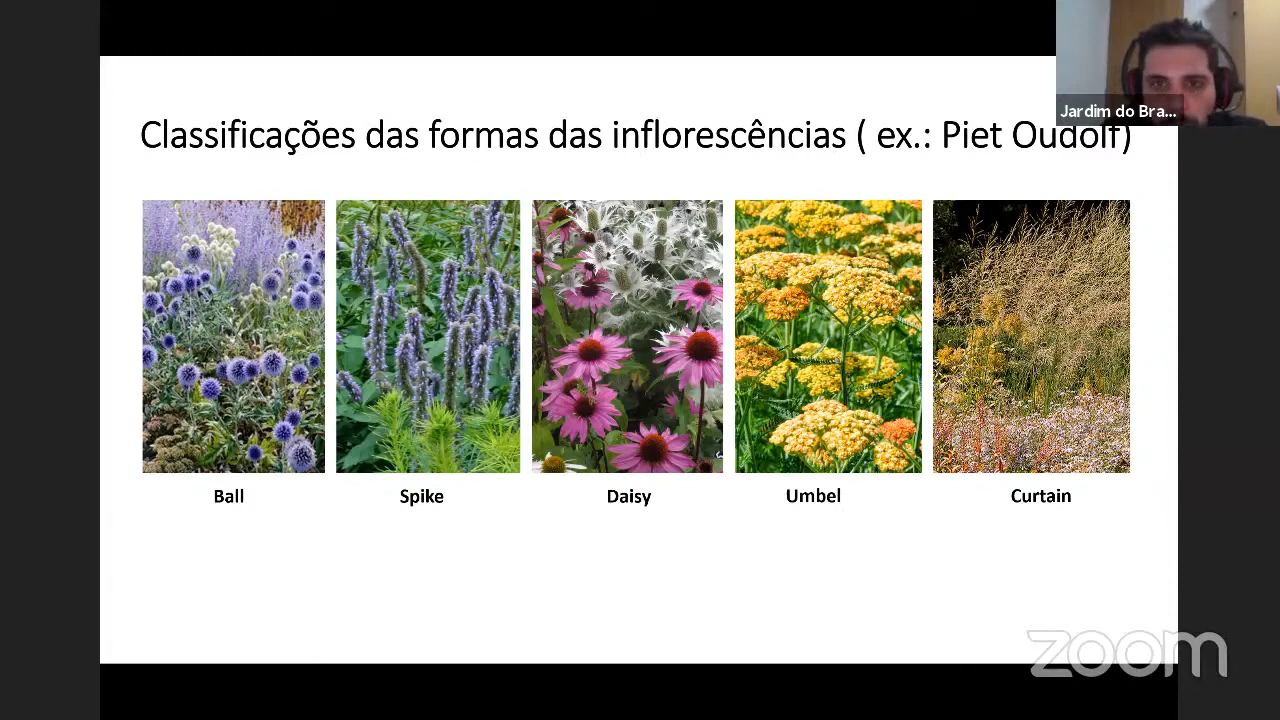 Jardim do Bra...
Classificações das formas das inflorescências ( ex.: Piet Oudolf)
Ball
Spike
Daisy
Umbel
Curtain
zoom